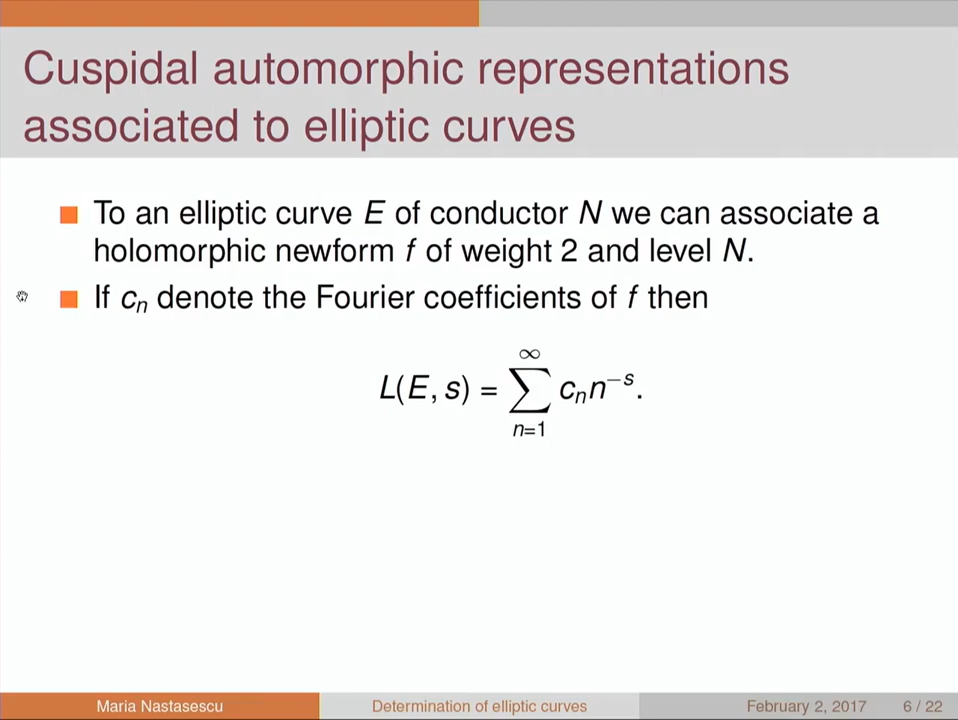 Cuspidal automorphic representations
associated to elliptic curves
To an elliptic curve E of conductor N we can associate a
holomorphic newform f of weight 2 and level N.
If c_n denote the Fourier coefficients of f then
L(E, s) = \sum_{n=1}^{\infty} c_n n^{-s}.
Maria Nastasescu Determination of elliptic curves February 2, 2017 6 / 22